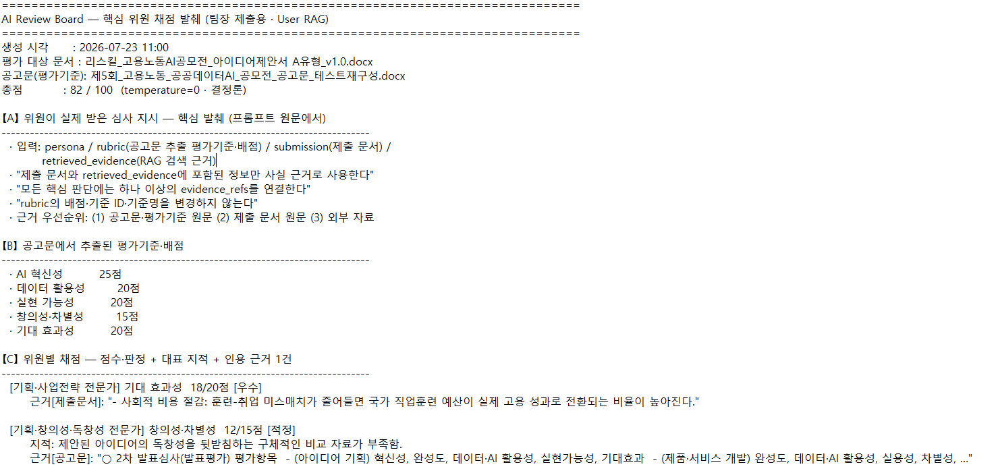 ==============================================================================
AI Review Board — 핵심 위원 채점 발췌 (팀장 제출용 · User RAG)
==============================================================================
생성 시각 : 2026-07-23 11:00
평가 대상 문서 : 리스킬_고용노동AI공모전_아이디어제안서 A유형_v1.0.docx
공고문(평가기준): 제5회_고용노동_공공데이터AI_공모전_공고문_테스트재구성.docx
총점 : 82 / 100 (temperature=0 · 결정론)
【A】 위원이 실제 받은 심사 지시 — 핵심 발췌 (프롬프트 원문에서)
------------------------------------------------------------------------------
· 입력: persona / rubric(공고문 추출 평가기준·배점) / submission(제출 문서) /
retrieved_evidence(RAG 검색 근거)
· "제출 문서와 retrieved_evidence에 포함된 정보만 사실 근거로 사용한다"
· "모든 핵심 판단에는 하나 이상의 evidence_refs를 연결한다"
· "rubric의 배점·기준 ID·기준명을 변경하지 않는다"
· 근거 우선순위: (1) 공고문·평가기준 원문 (2) 제출 문서 원문 (3) 외부 자료
【B】 공고문에서 추출된 평가기준·배점
------------------------------------------------------------------------------
· AI 혁신성 25점
· 데이터 활용성 20점
· 실현 가능성 20점
· 창의성·차별성 15점
· 기대 효과성 20점
【C】 위원별 채점 — 점수·판정 + 대표 지적 + 인용 근거 1건
------------------------------------------------------------------------------
[기획·사업전략 전문가] 기대 효과성 18/20점 [우수]
근거[제출문서]: "- 사회적 비용 절감: 훈련-취업 미스매치가 줄어들면 국가 직업훈련 예산이 실제 고용 성과로 전환되는 비율이 높아진다."
[기획·창의성·독창성 전문가] 창의성·차별성 12/15점 [적정]
지적: 제안된 아이디어의 독창성을 뒷받침하는 구체적인 비교 자료가 부족함.
근거[공고문]: "○ 2차 발표심사(발표평가) 평가항목 - (아이디어 기획) 혁신성, 완성도, 데이터·AI 활용성, 실현가능성, 기대효과 - (제품·서비스 개발) 완성도, 데이터·AI 활용성, 실용성, 차별성, ..."